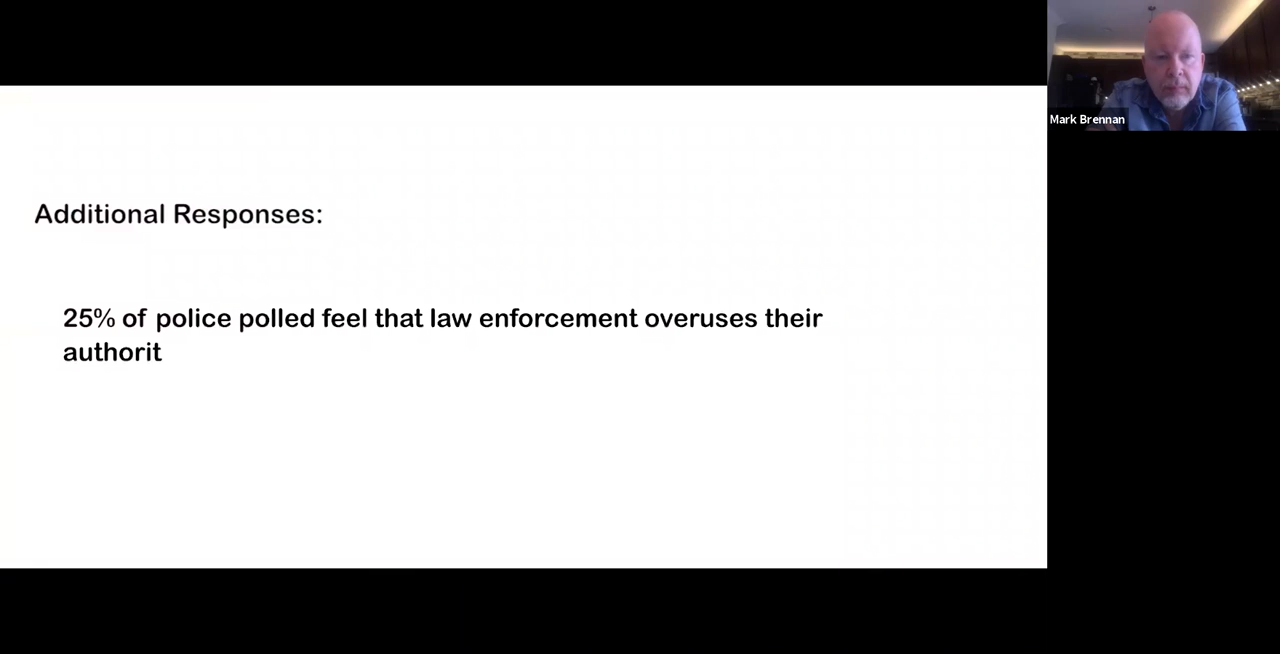 Additional Responses:
25% of police polled feel that law enforcement overuses their
authorit
Mark Brennan